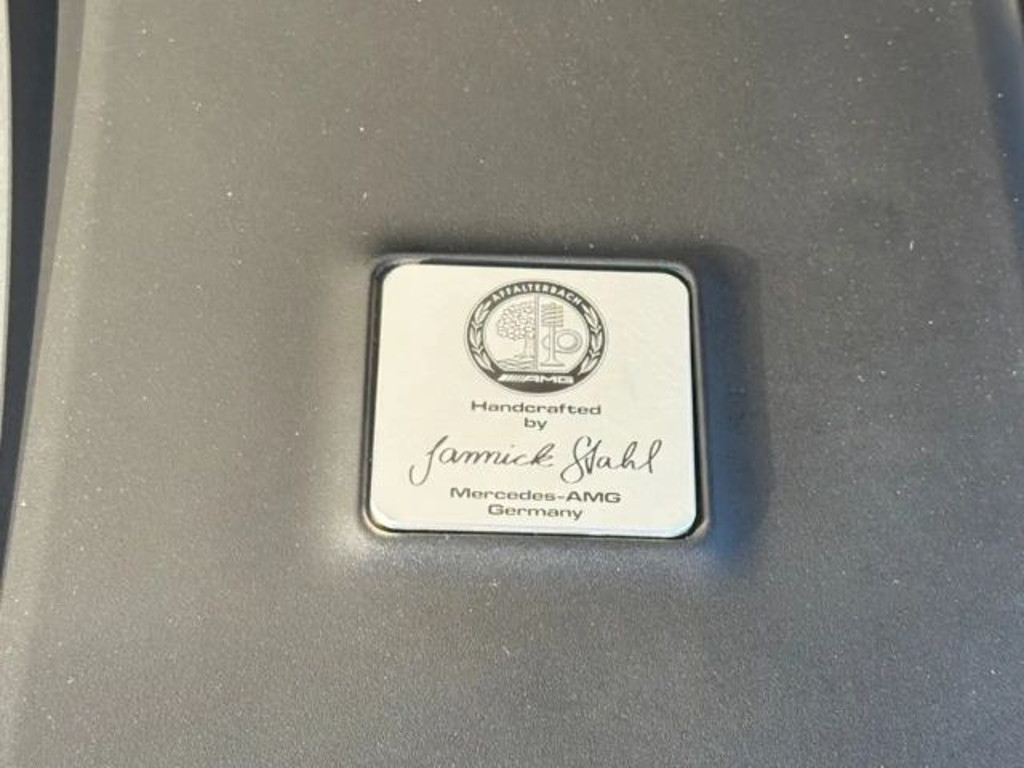 AFFALTERBACH
AMG
Handcrafted
by
Jannick Stahl
Mercedes-AMG
Germany